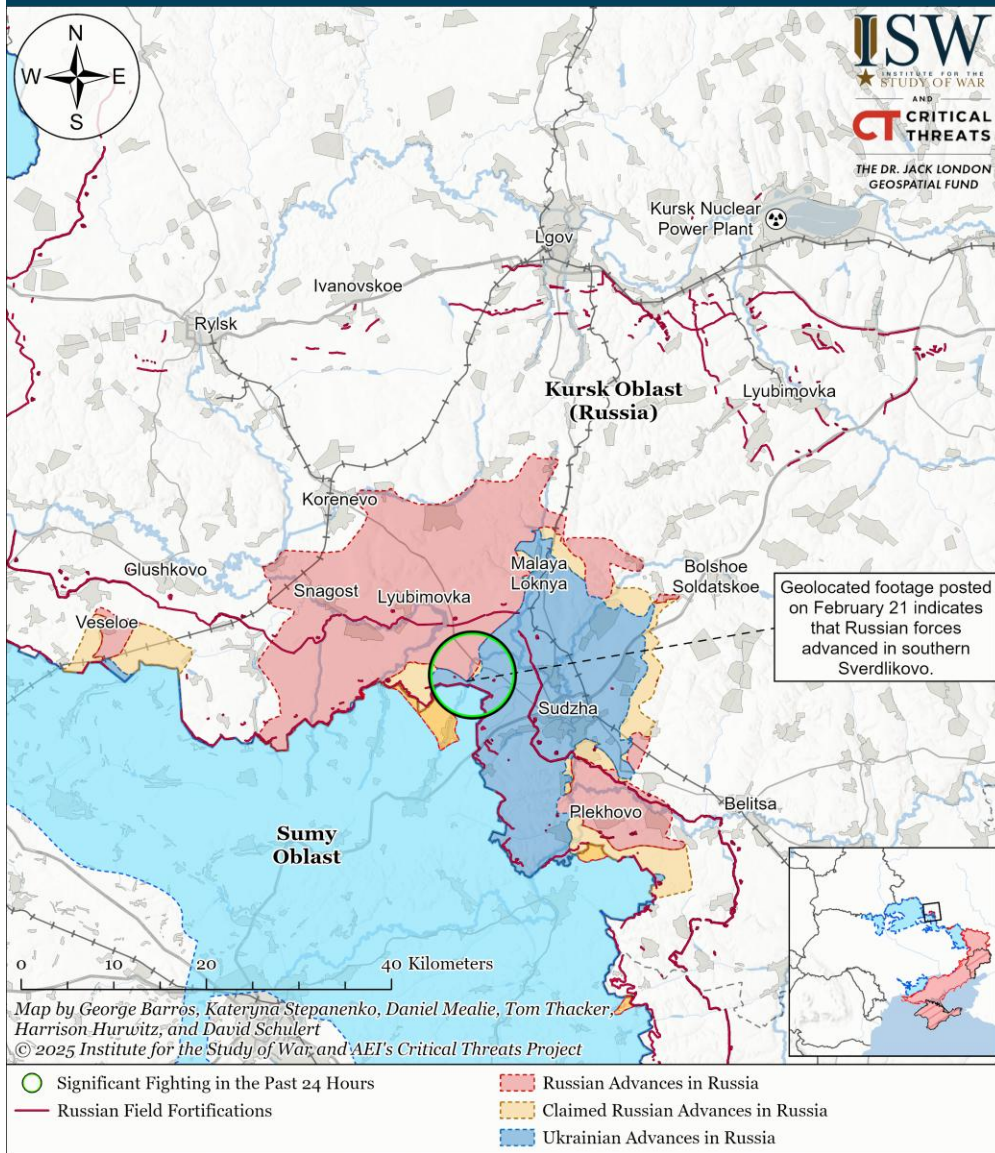 N
W E
S
ISW
INSTITUTE FOR THE
STUDY OF WAR
AND
CT CRITICAL
THREATS
THE DR. JACK LONDON
GEOSPATIAL FUND
Kursk Nuclear
Power Plant
Lgov
Ivanovskoe
Rylsk
Kursk Oblast
(Russia)
Lyubimovka
Korenevo
Glushkovo
Snagost
Lyubimovka
Malaya
Loknya
Bolshoe
Soldatskoe
Geolocated footage posted
on February 21 indicates
that Russian forces
advanced in southern
Sverdlikovo.
Veseloe
Sudzha
Plekhovo
Belitsa
Sumy
Oblast
0 10 20 40 Kilometers
Map by George Barros, Kateryna Stepanenko, Daniel Mealie, Tom Thacker,
Harrison Hurwitz, and David Schulert
© 2025 Institute for the Study of War and AEI's Critical Threats Project
Significant Fighting in the Past 24 Hours
Russian Field Fortifications
Russian Advances in Russia
Claimed Russian Advances in Russia
Ukrainian Advances in Russia